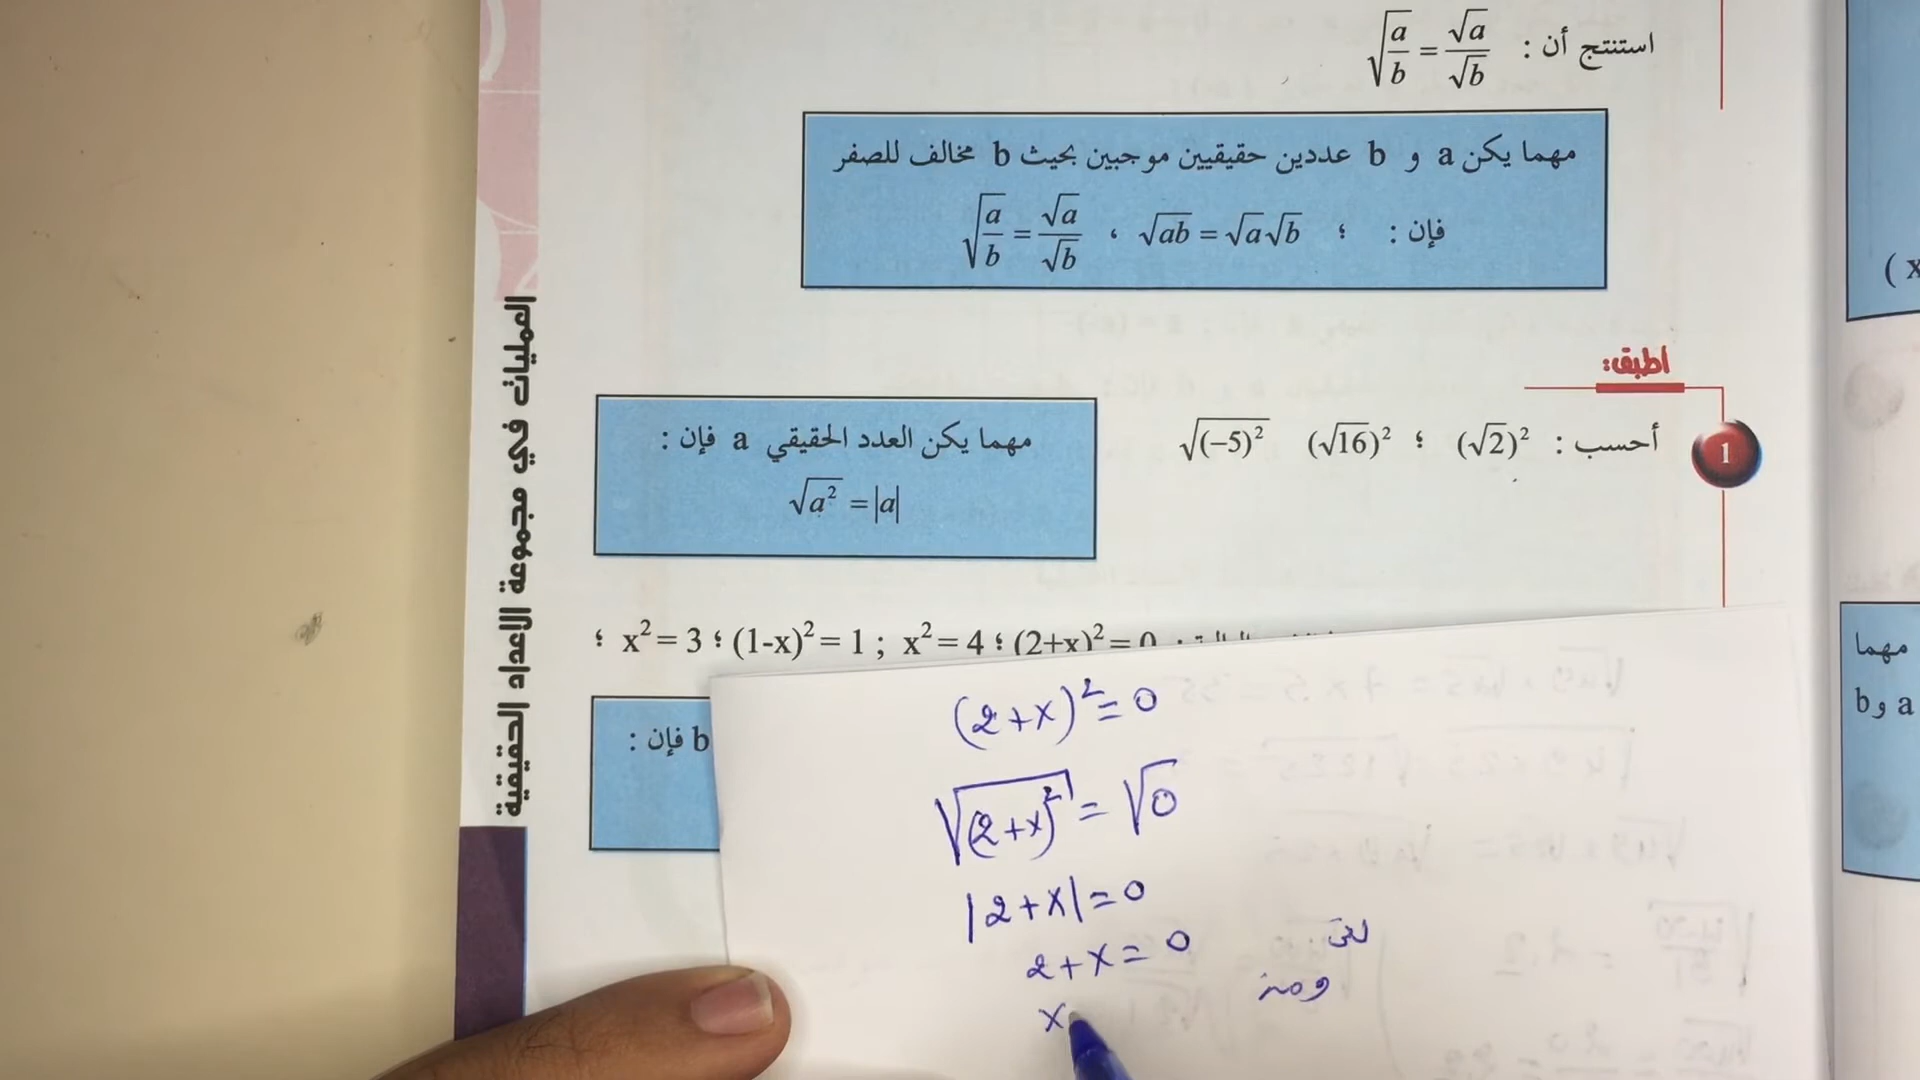 استنتج أن : √(a/b) = √a/√b
مهما يكن a و b عددين حقيقيين موجبين بحيث b مخالف للصفر
فإن : ؛ √ab = √a√b ، √(a/b) = √a/√b
أطبق:
1
أحسب : (√2)² ؛ (√16)² √(-5)²
مهما يكن العدد الحقيقي a فإن :
√a² = |a|
(2+x)² = 0 ؛ x² = 4 ; (1-x)² = 1 ؛ x² = 3 ؛
b فإن :
(2+x)² = 0
√(2+x)² = √0
|2+x| = 0
2+x = 0
x
العمليات في مجموعة الأعداد الحقيقية
( x
مهما
a و b